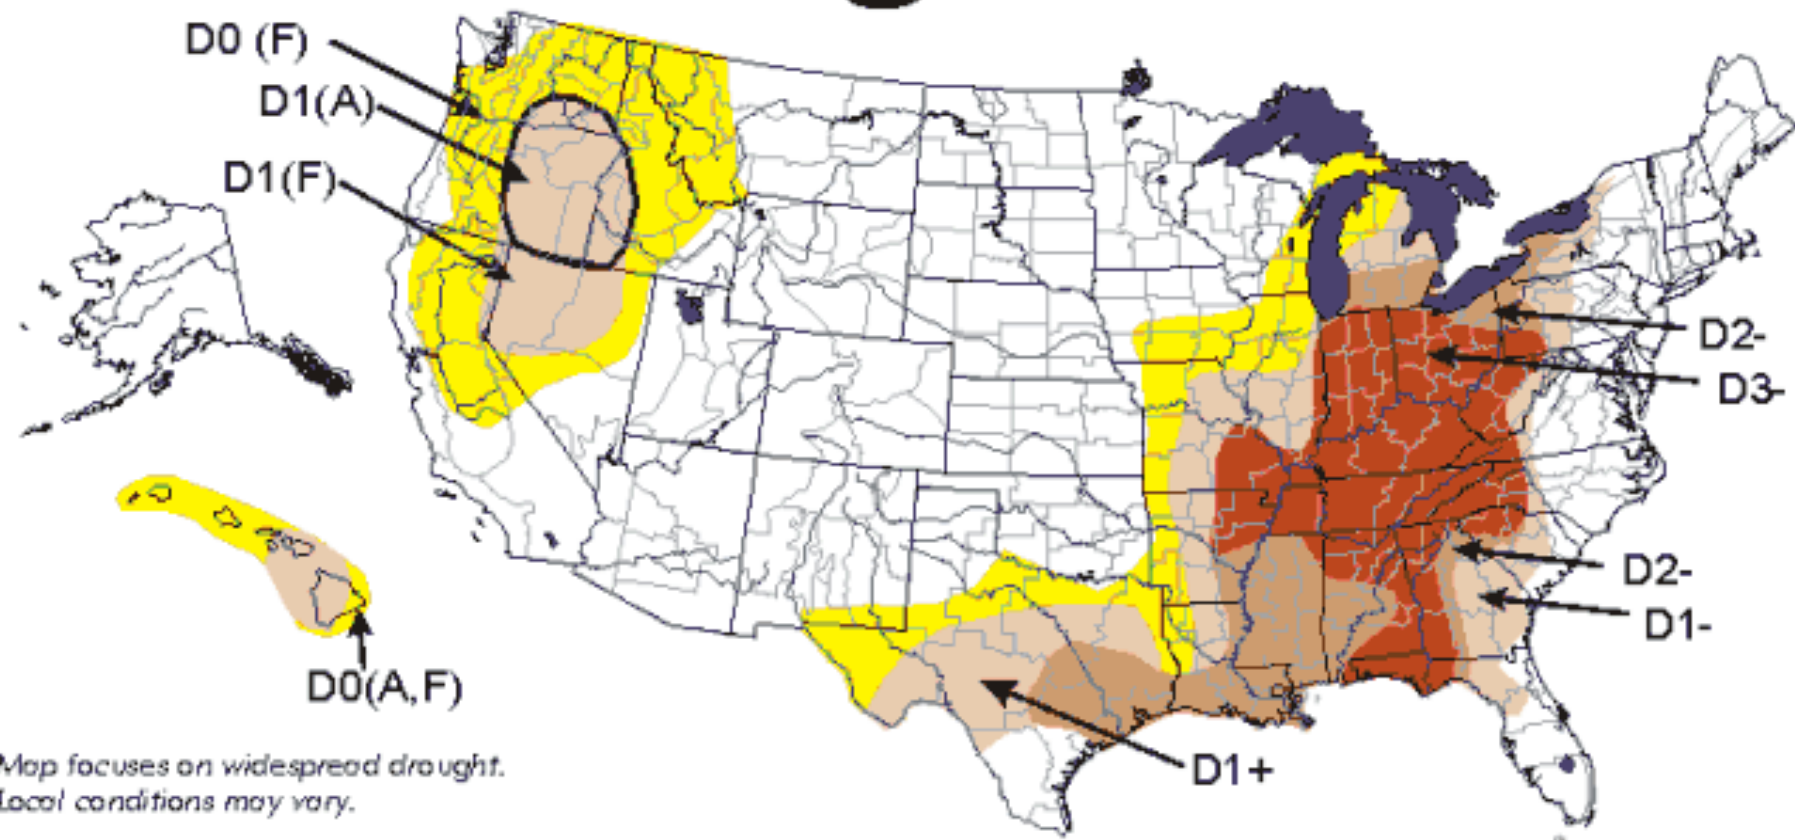 D0 (F)
D1(A)
D1(F)
D2-
D3-
D2-
D1-
D0(A,F)
D1+
Map focuses on widespread drought.
Local conditions may vary.